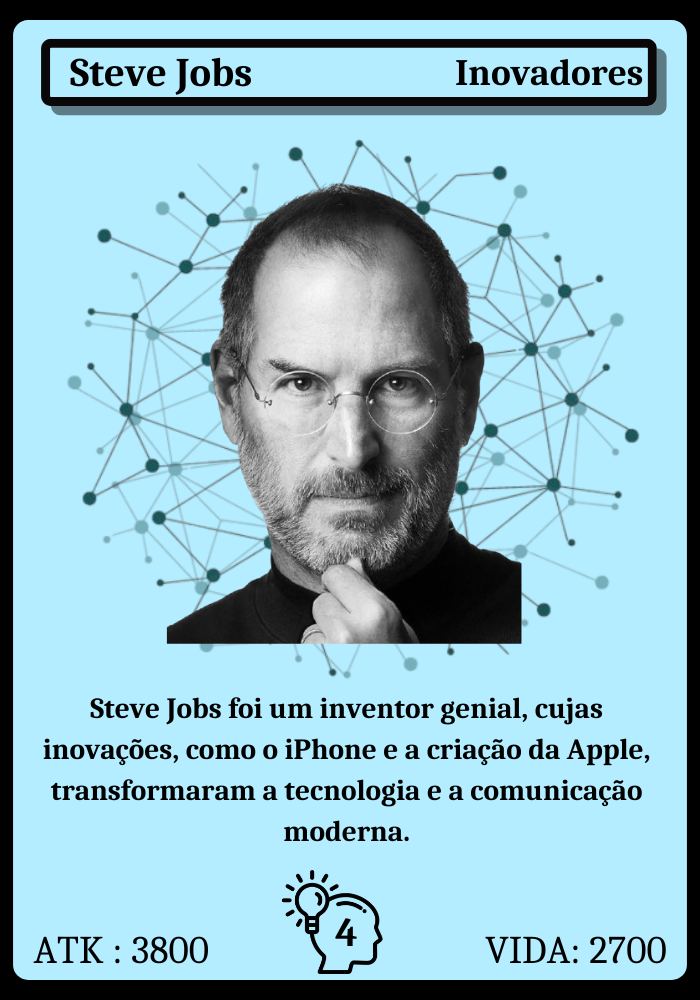 Steve Jobs Inovadores
Steve Jobs foi um inventor genial, cujas
inovações, como o iPhone e a criação da Apple,
transformaram a tecnologia e a comunicação
moderna.
4
ATK : 3800 VIDA: 2700